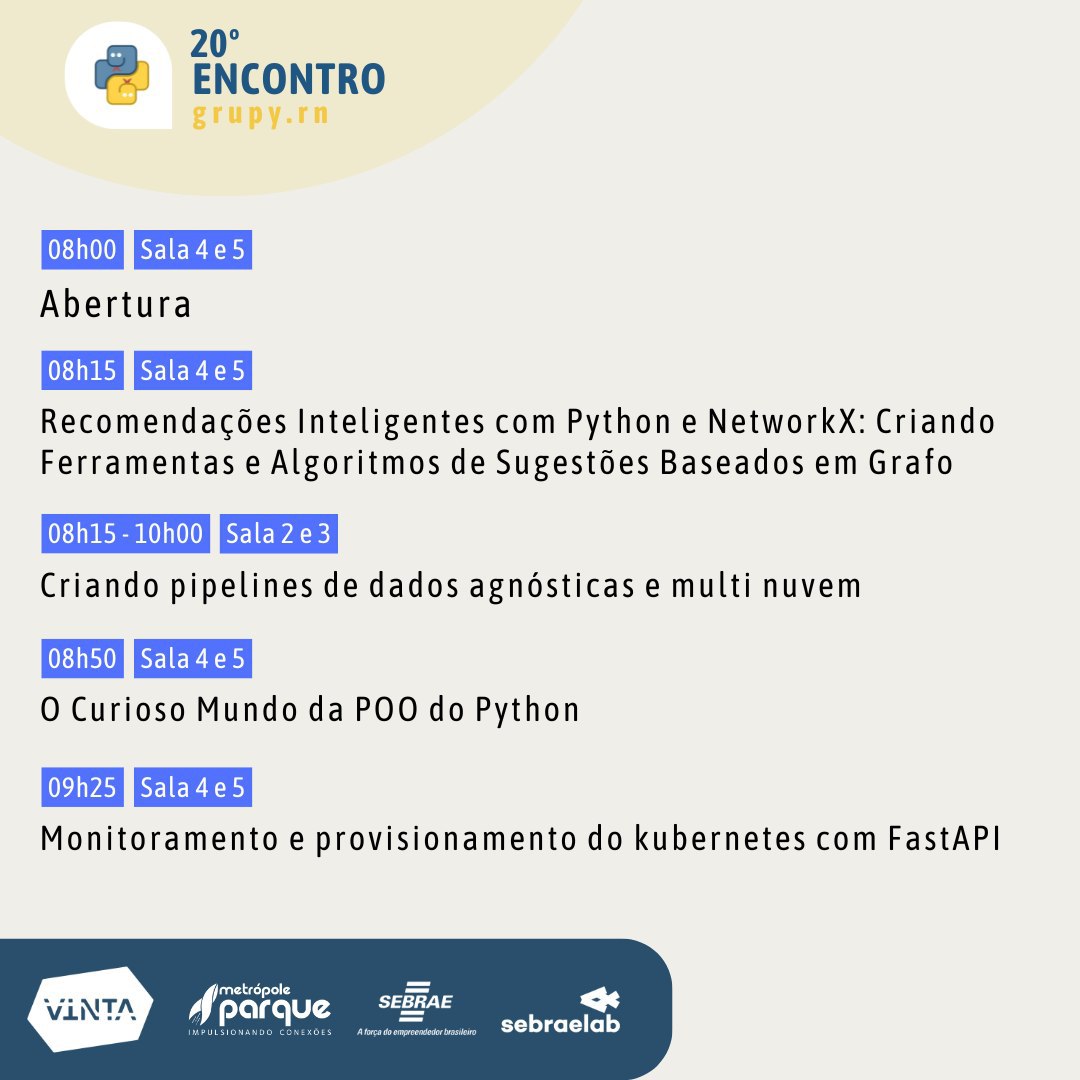 20º
ENCONTRO
grupy.rn
08h00 Sala 4 e 5
Abertura
08h15 Sala 4 e 5
Recomendações Inteligentes com Python e NetworkX: Criando
Ferramentas e Algoritmos de Sugestões Baseados em Grafo
08h15 - 10h00 Sala 2 e 3
Criando pipelines de dados agnósticas e multi nuvem
08h50 Sala 4 e 5
O Curioso Mundo da POO do Python
09h25 Sala 4 e 5
Monitoramento e provisionamento do kubernetes com FastAPI
VINTA
metrópole
parque
IMPULSIONANDO CONEXÕES
SEBRAE
A força do empreendedor brasileiro
sebraelab